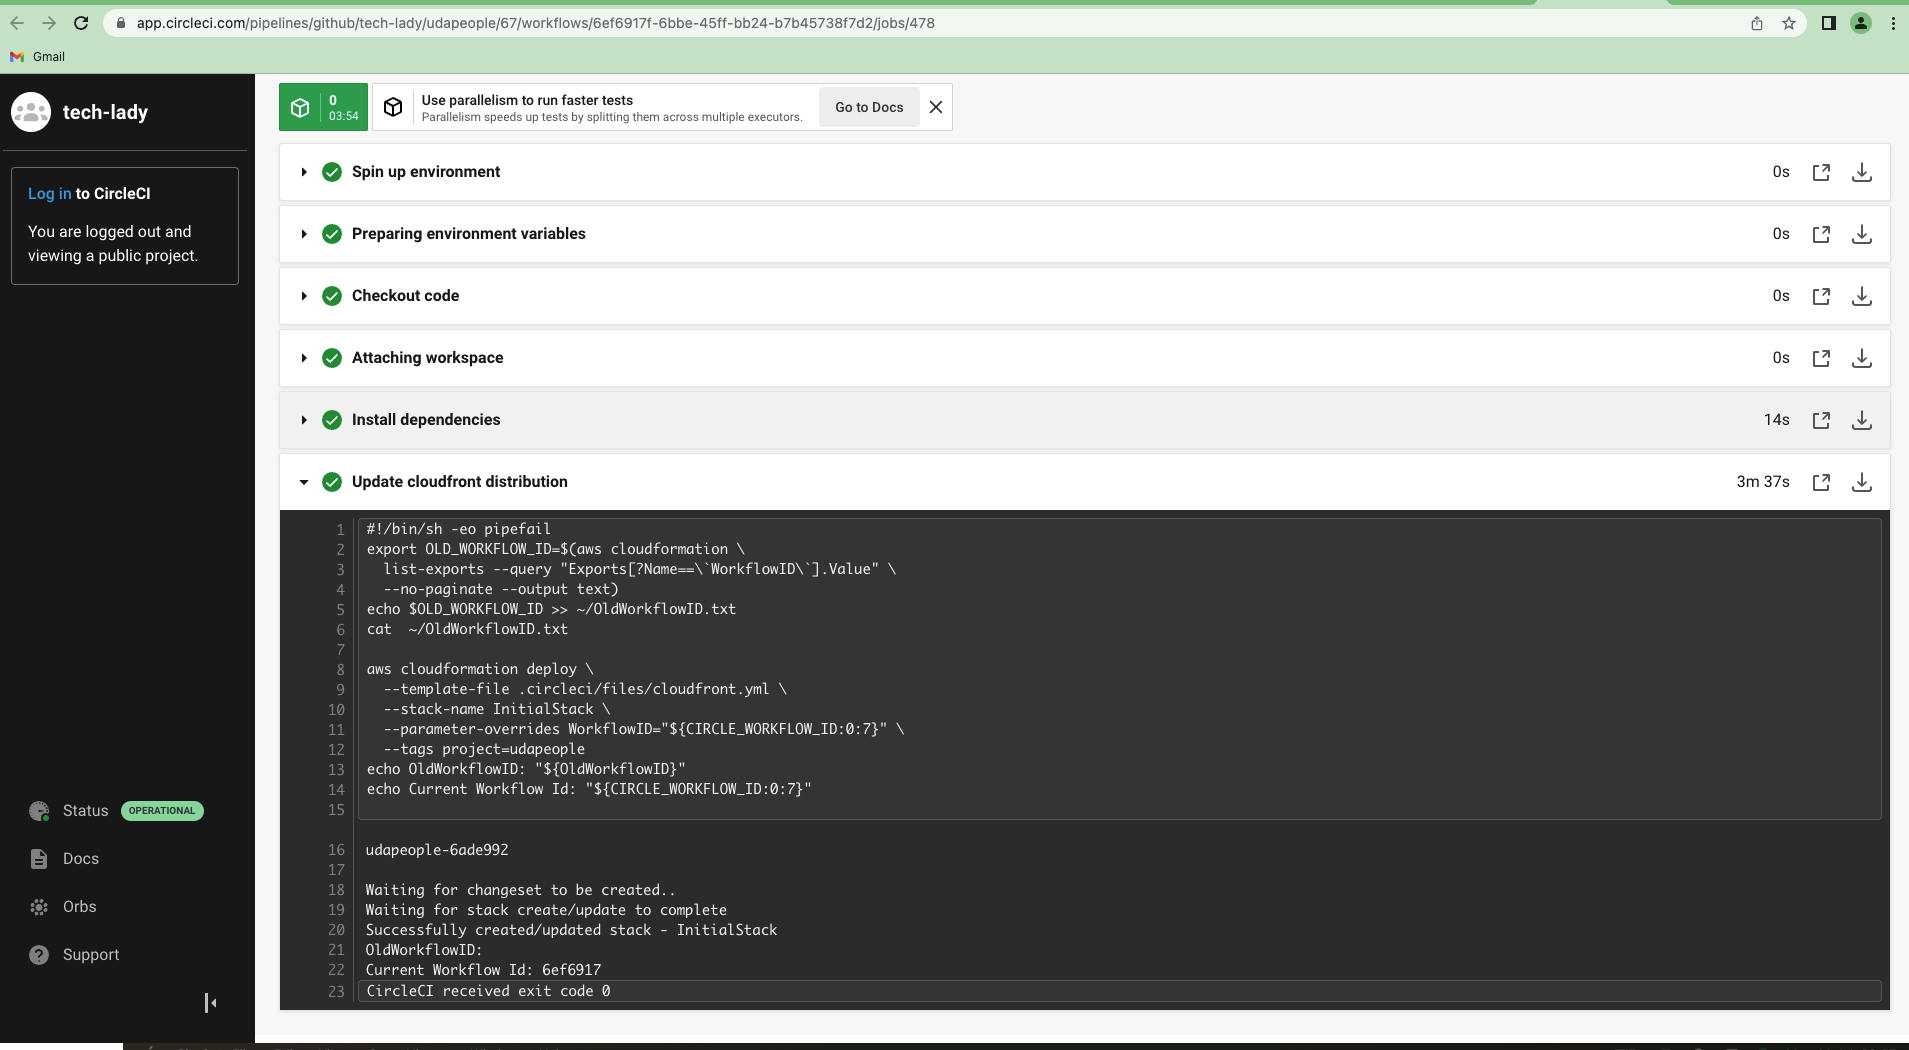 app.circleci.com/pipelines/github/tech-lady/udapeople/67/workflows/6ef6917f-6bbe-45ff-bb24-b7b45738f7d2/jobs/478
Gmail
tech-lady
Log in to CircleCI
You are logged out and
viewing a public project.
Status OPERATIONAL
Docs
Orbs
Support
0
03:54
Use parallelism to run faster tests
Parallelism speeds up tests by splitting them across multiple executors.
Go to Docs
Spin up environment 0s
Preparing environment variables 0s
Checkout code 0s
Attaching workspace 0s
Install dependencies 14s
Update cloudfront distribution 3m 37s
1 #!/bin/sh -eo pipefail
2 export OLD_WORKFLOW_ID=$(aws cloudformation \
3 list-exports --query "Exports[?Name==\`WorkflowID\`].Value" \
4 --no-paginate --output text)
5 echo $OLD_WORKFLOW_ID >> ~/OldWorkflowID.txt
6 cat  ~/OldWorkflowID.txt
7
8 aws cloudformation deploy \
9 --template-file .circleci/files/cloudfront.yml \
10 --stack-name InitialStack \
11 --parameter-overrides WorkflowID="${CIRCLE_WORKFLOW_ID:0:7}" \
12 --tags project=udapeople
13 echo OldWorkflowID: "${OldWorkflowID}"
14 echo Current Workflow Id: "${CIRCLE_WORKFLOW_ID:0:7}"
15
16 udapeople-6ade992
17
18 Waiting for changeset to be created..
19 Waiting for stack create/update to complete
20 Successfully created/updated stack - InitialStack
21 OldWorkflowID:
22 Current Workflow Id: 6ef6917
23 CircleCI received exit code 0